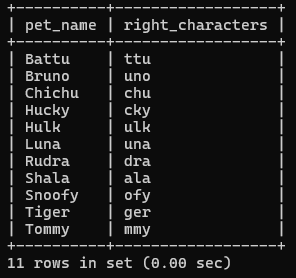 +----------+------------------+
| pet_name | right_characters |
+----------+------------------+
| Battu    | ttu              |
| Bruno    | uno              |
| Chichu   | chu              |
| Hucky    | cky              |
| Hulk     | ulk              |
| Luna     | una              |
| Rudra    | dra              |
| Shala    | ala              |
| Snoofy   | ofy              |
| Tiger    | ger              |
| Tommy    | mmy              |
+----------+------------------+
11 rows in set (0.00 sec)